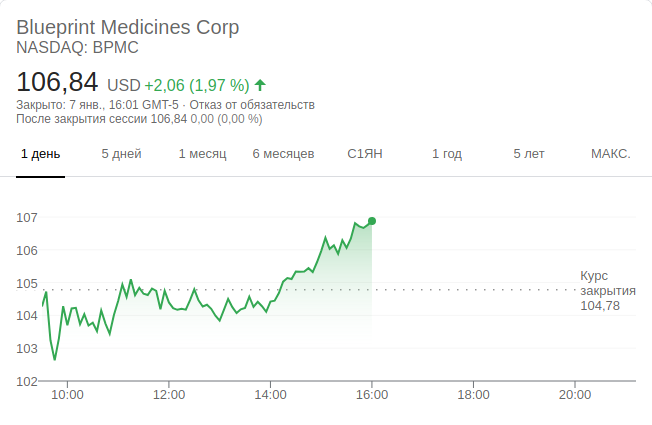 Blueprint Medicines Corp
NASDAQ: BPMC
106,84 USD +2,06 (1,97 %)
Закрыто: 7 янв., 16:01 GMT-5 · Отказ от обязательств
После закрытия сессии 106,84 0,00 (0,00 %)
1 день 5 дней 1 месяц 6 месяцев С1ЯН 1 год 5 лет МАКС.
107
106
105
104
103
102
Курс
закрытия
104,78
10:00 12:00 14:00 16:00 18:00 20:00